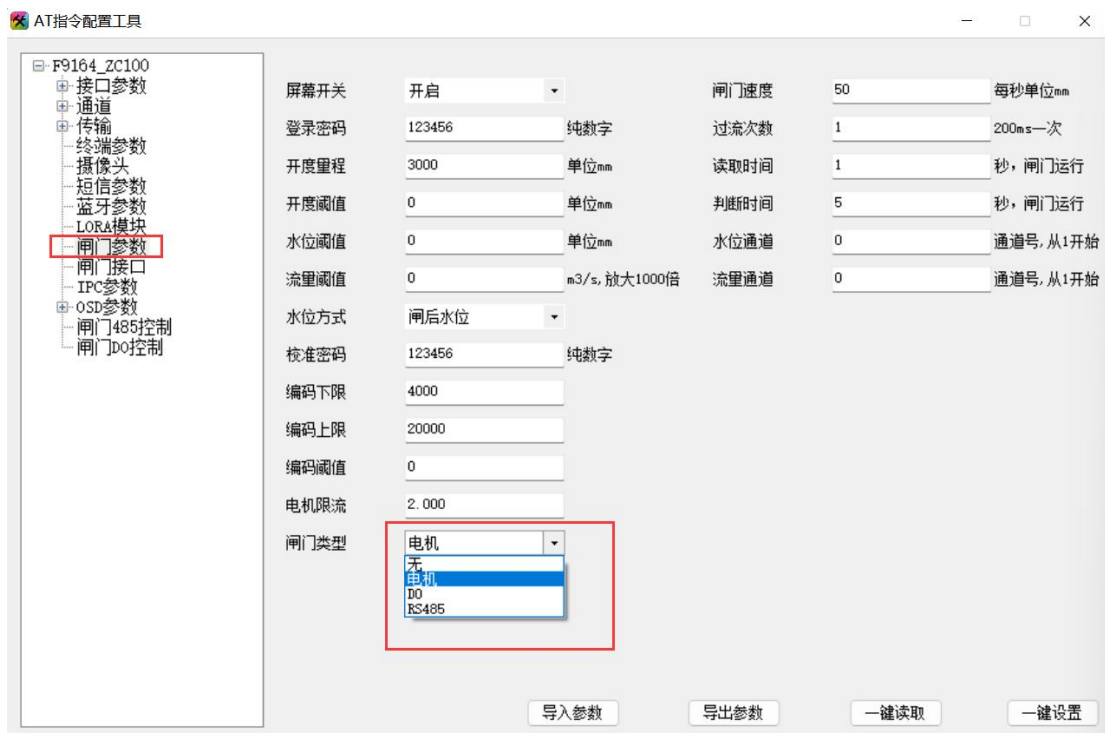 AT指令配置工具
F9164_ZC100
接口参数
通道
传输
终端参数
摄像头
短信参数
蓝牙参数
LORA模块
闸门参数
闸门接口
IPC参数
OSD参数
闸门485控制
闸门DO控制
屏幕开关 开启 闸门速度 50 每秒单位mm
登录密码 123456 纯数字 过流次数 1 200ms一次
开度量程 3000 单位mm 读取时间 1 秒，闸门运行
开度阈值 0 单位mm 判断时间 5 秒，闸门运行
水位阈值 0 单位mm 水位通道 0 通道号,从1开始
流量阈值 0 m3/s,放大1000倍 流量通道 0 通道号,从1开始
水位方式 闸后水位
校准密码 123456 纯数字
编码下限 4000
编码上限 20000
编码阈值 0
电机限流 2.000
闸门类型 电机
无
电机
DO
RS485
导入参数 导出参数 一键读取 一键设置